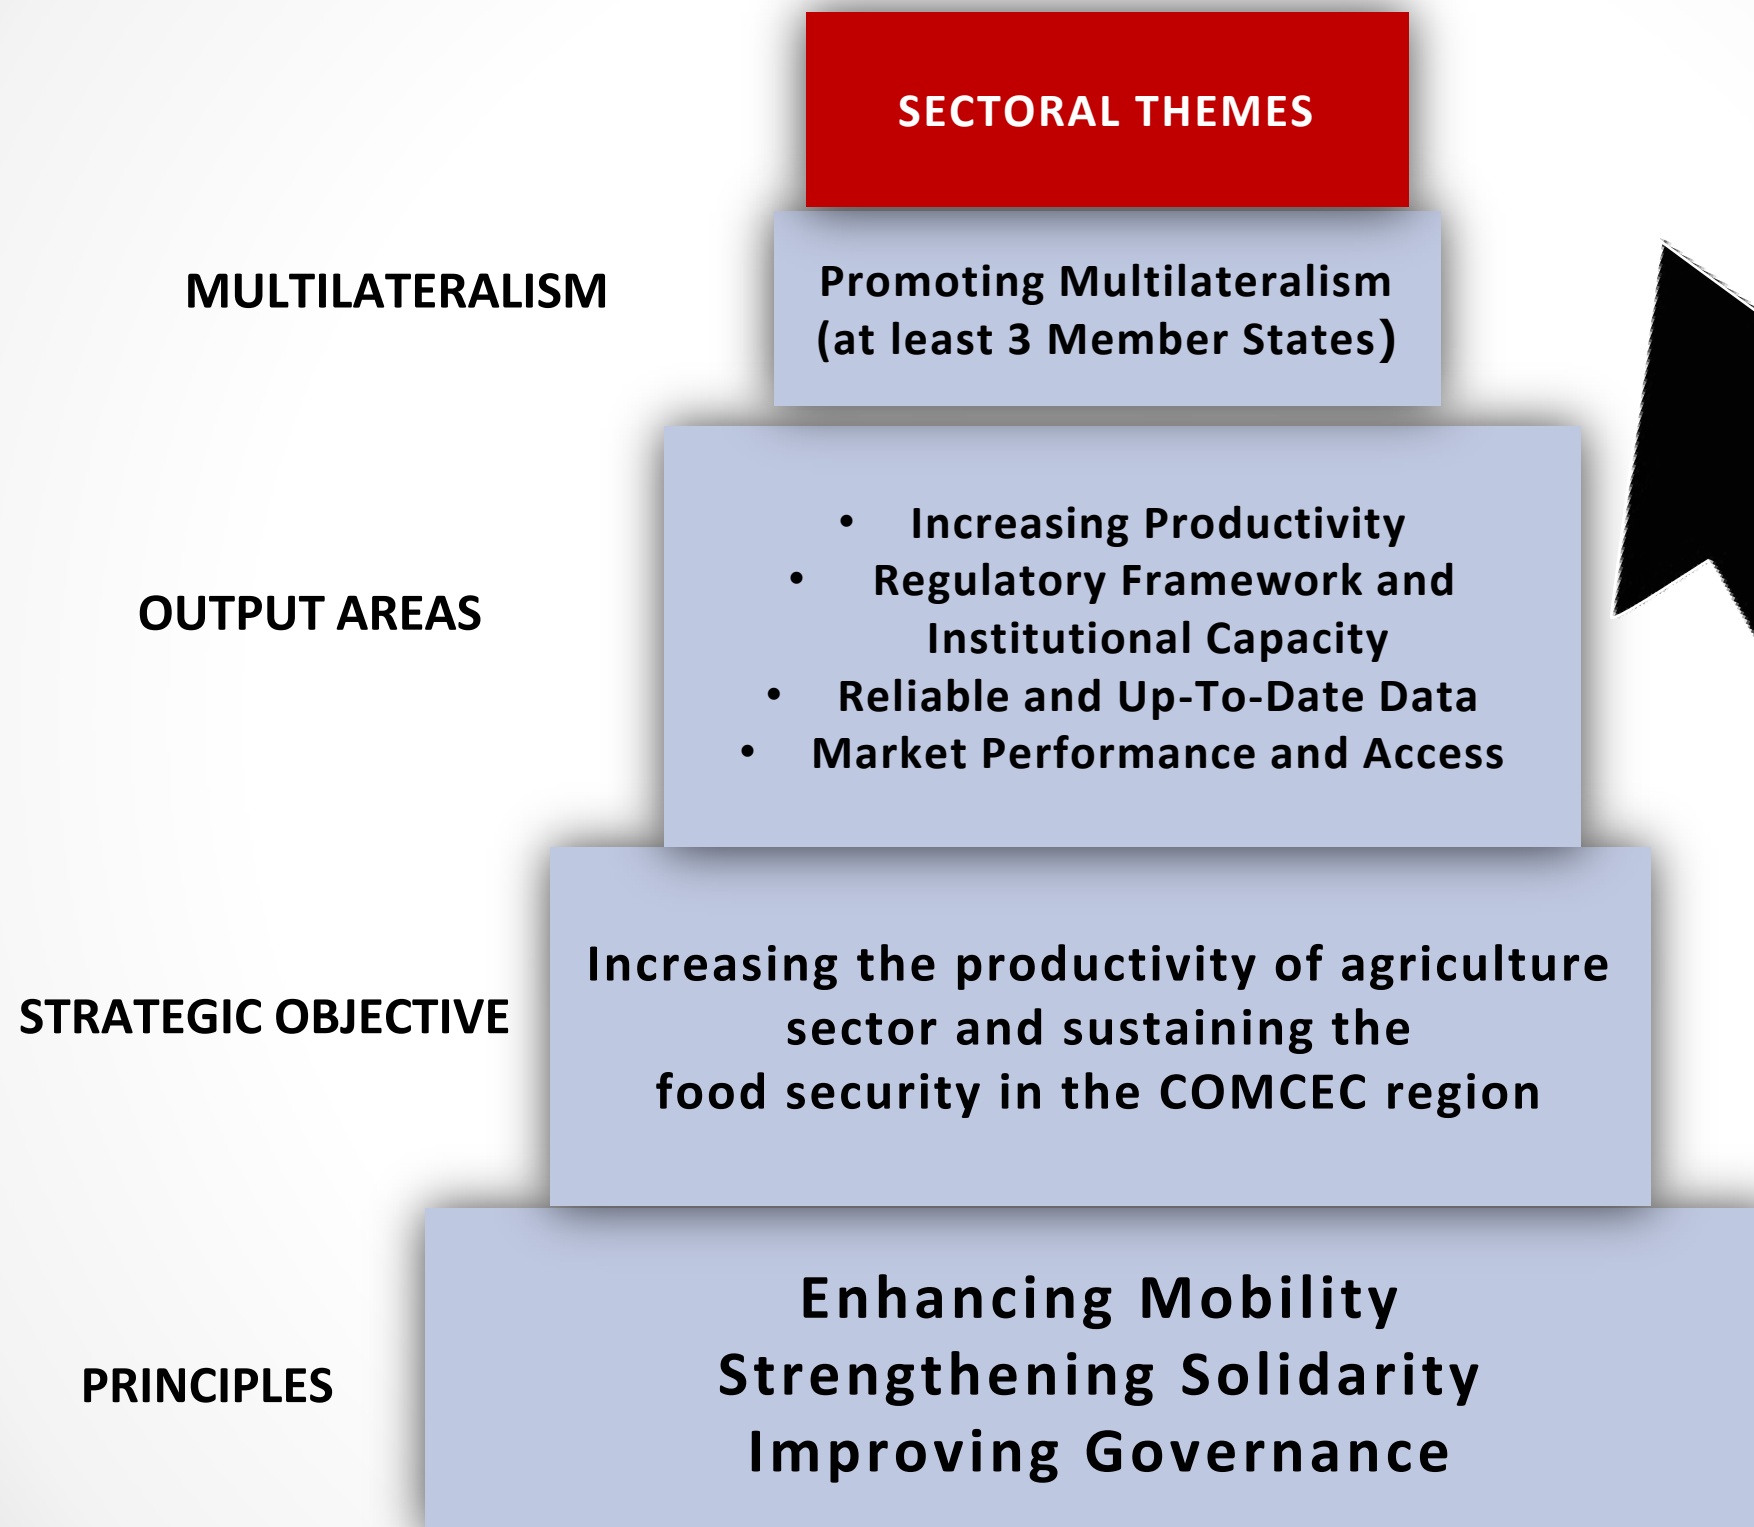 SECTORAL THEMES
MULTILATERALISM
Promoting Multilateralism
(at least 3 Member States)
OUTPUT AREAS
• Increasing Productivity
• Regulatory Framework and
Institutional Capacity
• Reliable and Up-To-Date Data
• Market Performance and Access
STRATEGIC OBJECTIVE
Increasing the productivity of agriculture
sector and sustaining the
food security in the COMCEC region
PRINCIPLES
Enhancing Mobility
Strengthening Solidarity
Improving Governance